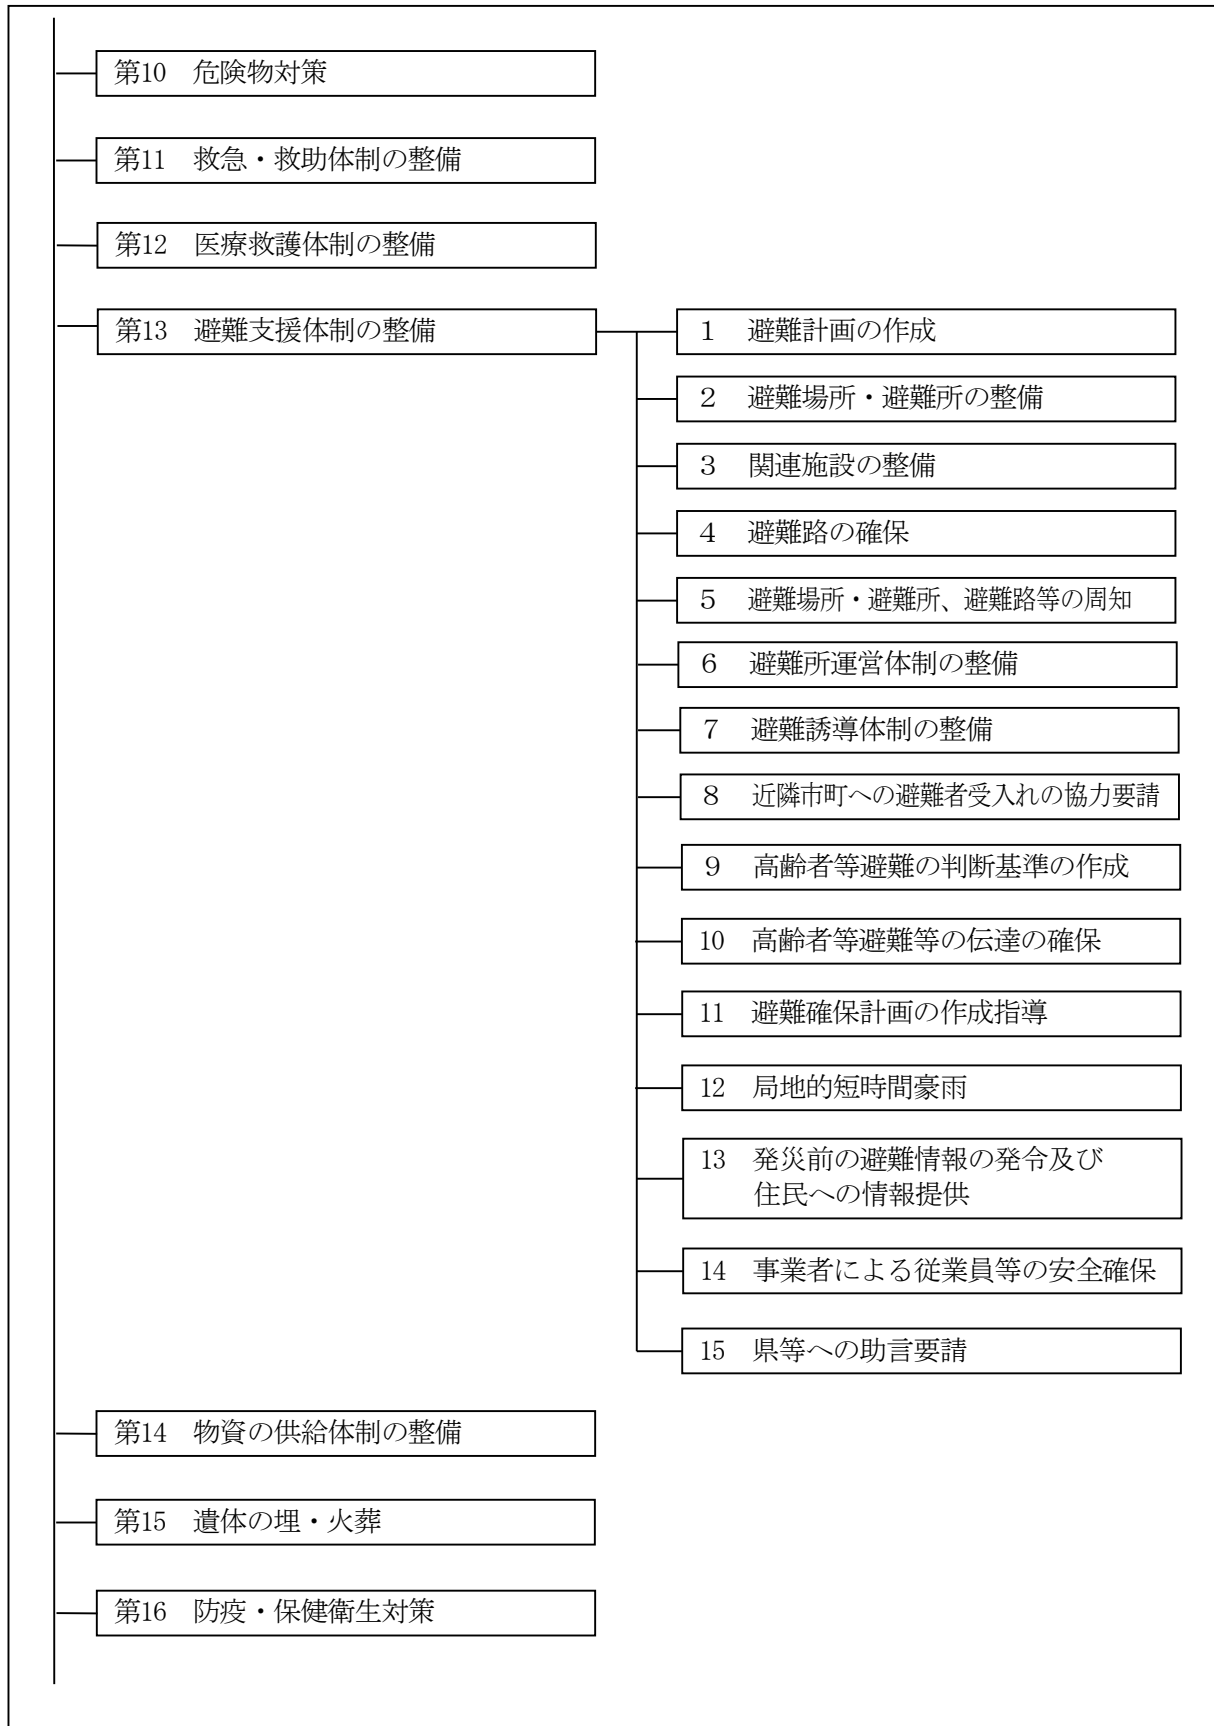 第10　危険物対策
第11　救急・救助体制の整備
第12　医療救護体制の整備
第13　避難支援体制の整備
１　避難計画の作成
２　避難場所・避難所の整備
３　関連施設の整備
４　避難路の確保
５　避難場所・避難所、避難路等の周知
６　避難所運営体制の整備
７　避難誘導体制の整備
８　近隣市町への避難者受入れの協力要請
９　高齢者等避難の判断基準の作成
10　高齢者等避難等の伝達の確保
11　避難確保計画の作成指導
12　局地的短時間豪雨
13　発災前の避難情報の発令及び
住民への情報提供
14　事業者による従業員等の安全確保
15　県等への助言要請
第14　物資の供給体制の整備
第15　遺体の埋・火葬
第16　防疫・保健衛生対策